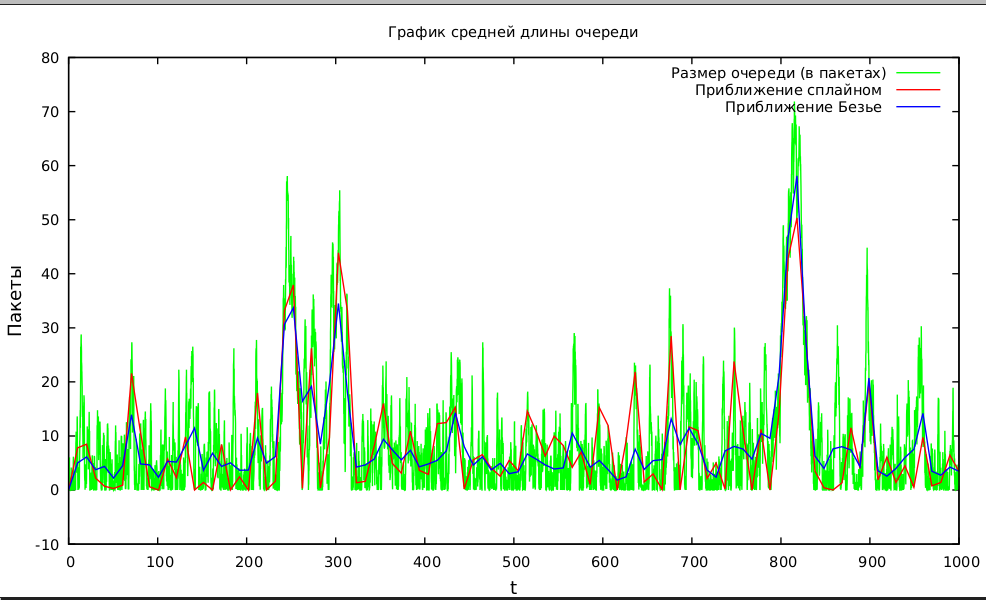 График средней длины очереди
Размер очереди (в пакетах)
Приближение сплайном
Приближение Безье
80
70
60
50
40
30
20
10
0
-10
Пакеты
0 100 200 300 400 500 600 700 800 900 1000
t